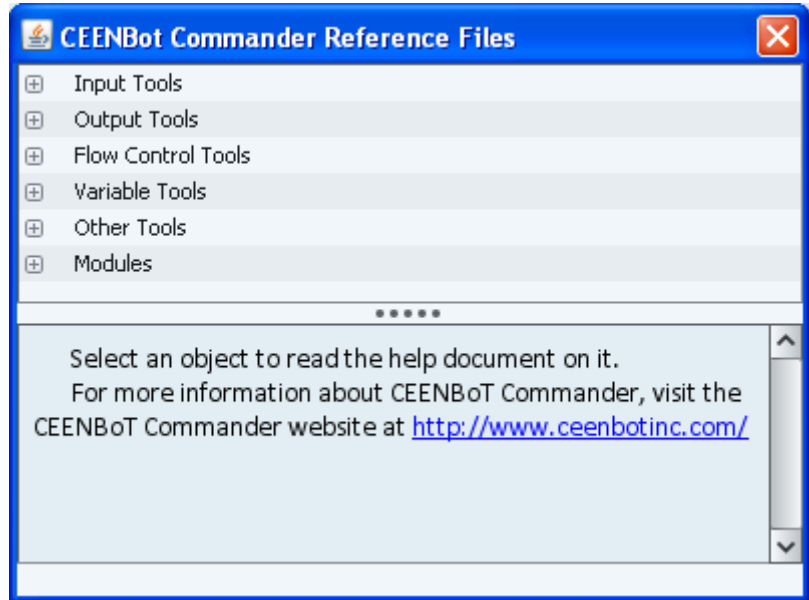 CEENBot Commander Reference Files
Input Tools
Output Tools
Flow Control Tools
Variable Tools
Other Tools
Modules
Select an object to read the help document on it.
For more information about CEENBoT Commander, visit the
CEENBoT Commander website at http://www.ceenbotinc.com/